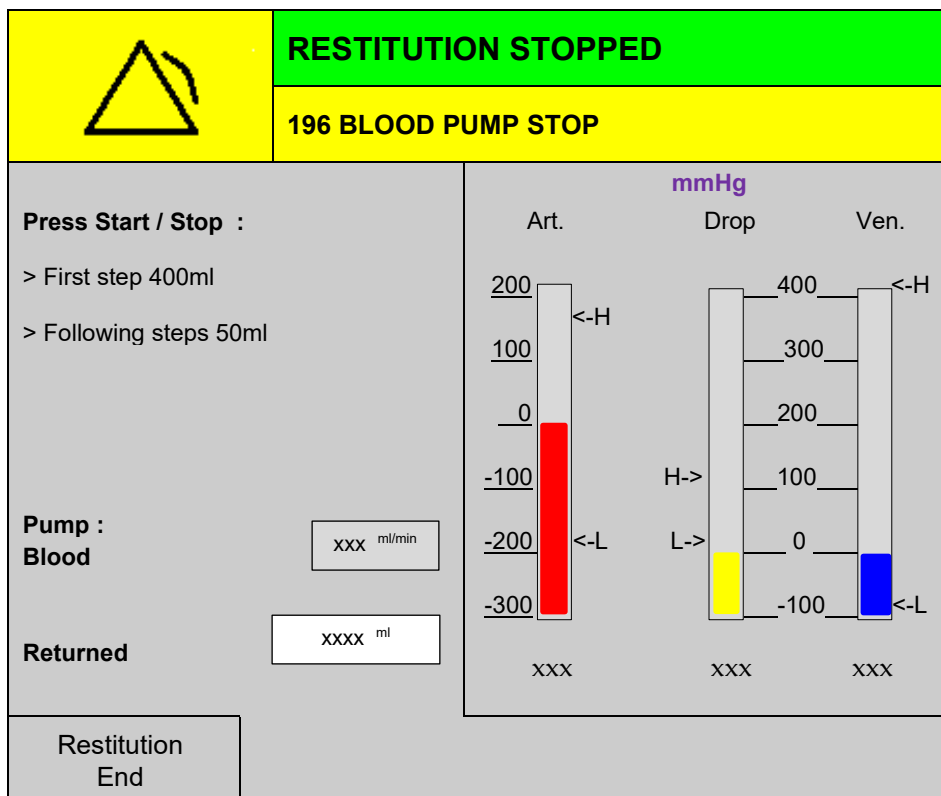 RESTITUTION STOPPED
196 BLOOD PUMP STOP
Press Start / Stop :
> First step 400ml
> Following steps 50ml
Pump :
Blood
xxx ml/min
Returned
xxxx ml
mmHg
Art. Drop Ven.
200 400 <-H
<-H
100 300
0 200
-100 H-> 100
-200 <-L L-> 0
-300 -100 <-L
xxx xxx xxx
Restitution
End